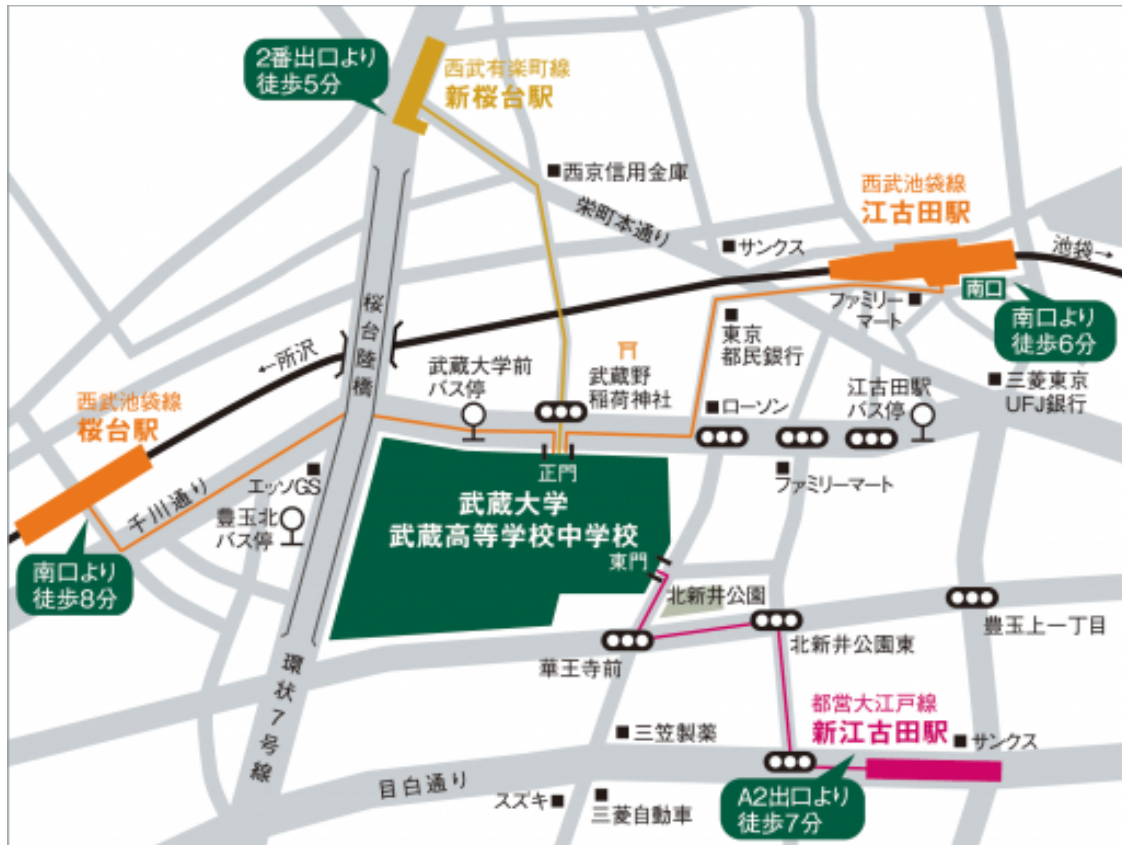 2番出口より
徒歩5分
西武有楽町線
新桜台駅
西京信用金庫
栄町本通り
西武池袋線
江古田駅
サンクス
池袋→
南口
ファミリー
マート
南口より
徒歩6分
東京
都民銀行
桜台陸橋
←所沢
武蔵大学前
バス停
武蔵野
稲荷神社
江古田駅
バス停
三菱東京
UFJ銀行
ローソン
西武池袋線
桜台駅
正門
ファミリーマート
エッソGS
千川通り
豊玉北
バス停
武蔵大学
武蔵高等学校中学校
東門
南口より
徒歩8分
北新井公園
豊玉上一丁目
北新井公園東
華王寺前
環状7号線
都営大江戸線
新江古田駅
三笠製薬
サンクス
目白通り
A2出口より
徒歩7分
スズキ
三菱自動車